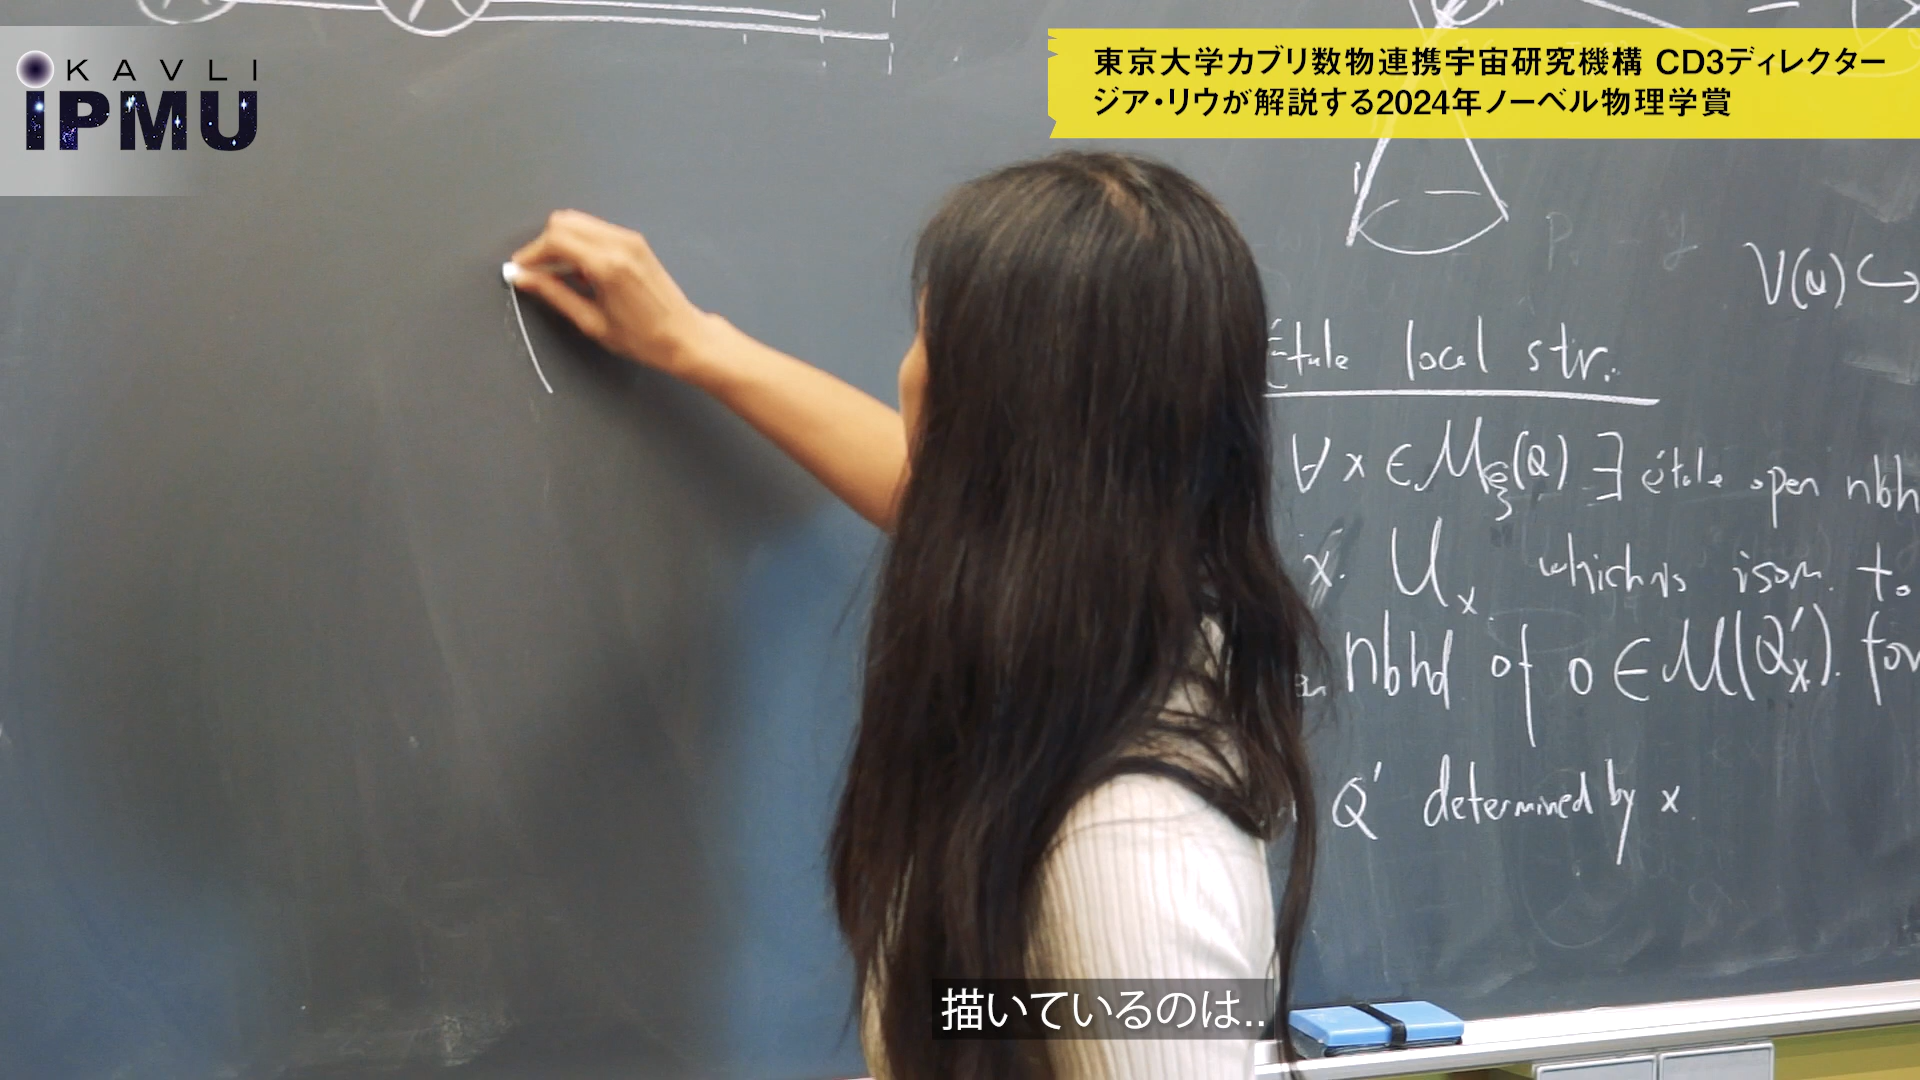 KAVLI
IPMU
東京大学カブリ数物連携宇宙研究機構 CD3ディレクター
ジア・リウが解説する2024年ノーベル物理学賞
V(Q) ↪
Étale local str.
∀ x ∈ M_ξ(Q) ∃ étale open nbh
x. U_x which is isom. to
nbhd of 0 ∈ M(Q'_x). for
Q' determined by x.
描いているのは..